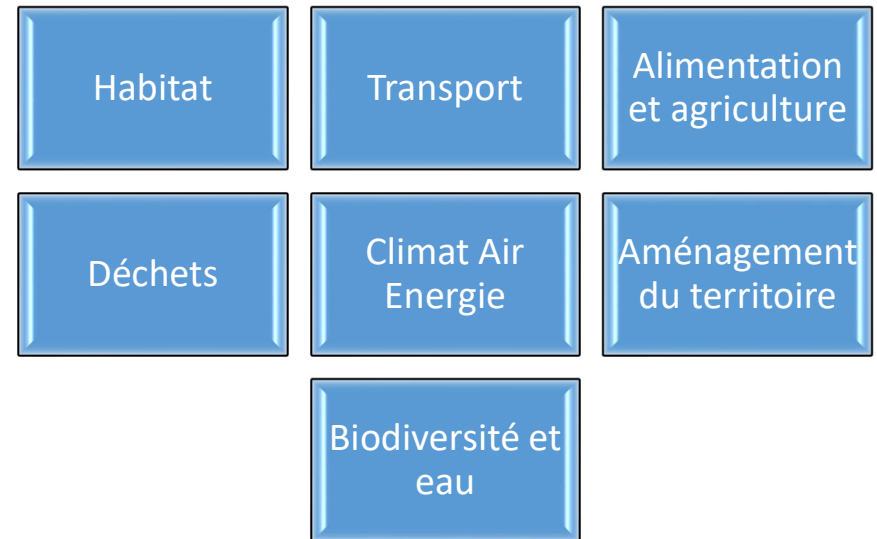 Habitat
Transport
Alimentation
et agriculture
Déchets
Climat Air
Energie
Aménagement
du territoire
Biodiversité et
eau